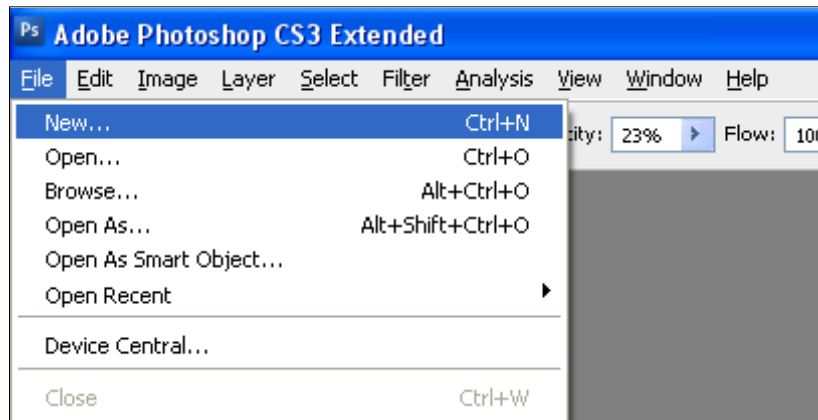 Ps Adobe Photoshop CS3 Extended
File Edit Image Layer Select Filter Analysis View Window Help
New... Ctrl+N
23% Flow:
Open... Ctrl+O
Browse... Alt+Ctrl+O
Open As... Alt+Shift+Ctrl+O
Open As Smart Object...
Open Recent
Device Central...
Close Ctrl+W